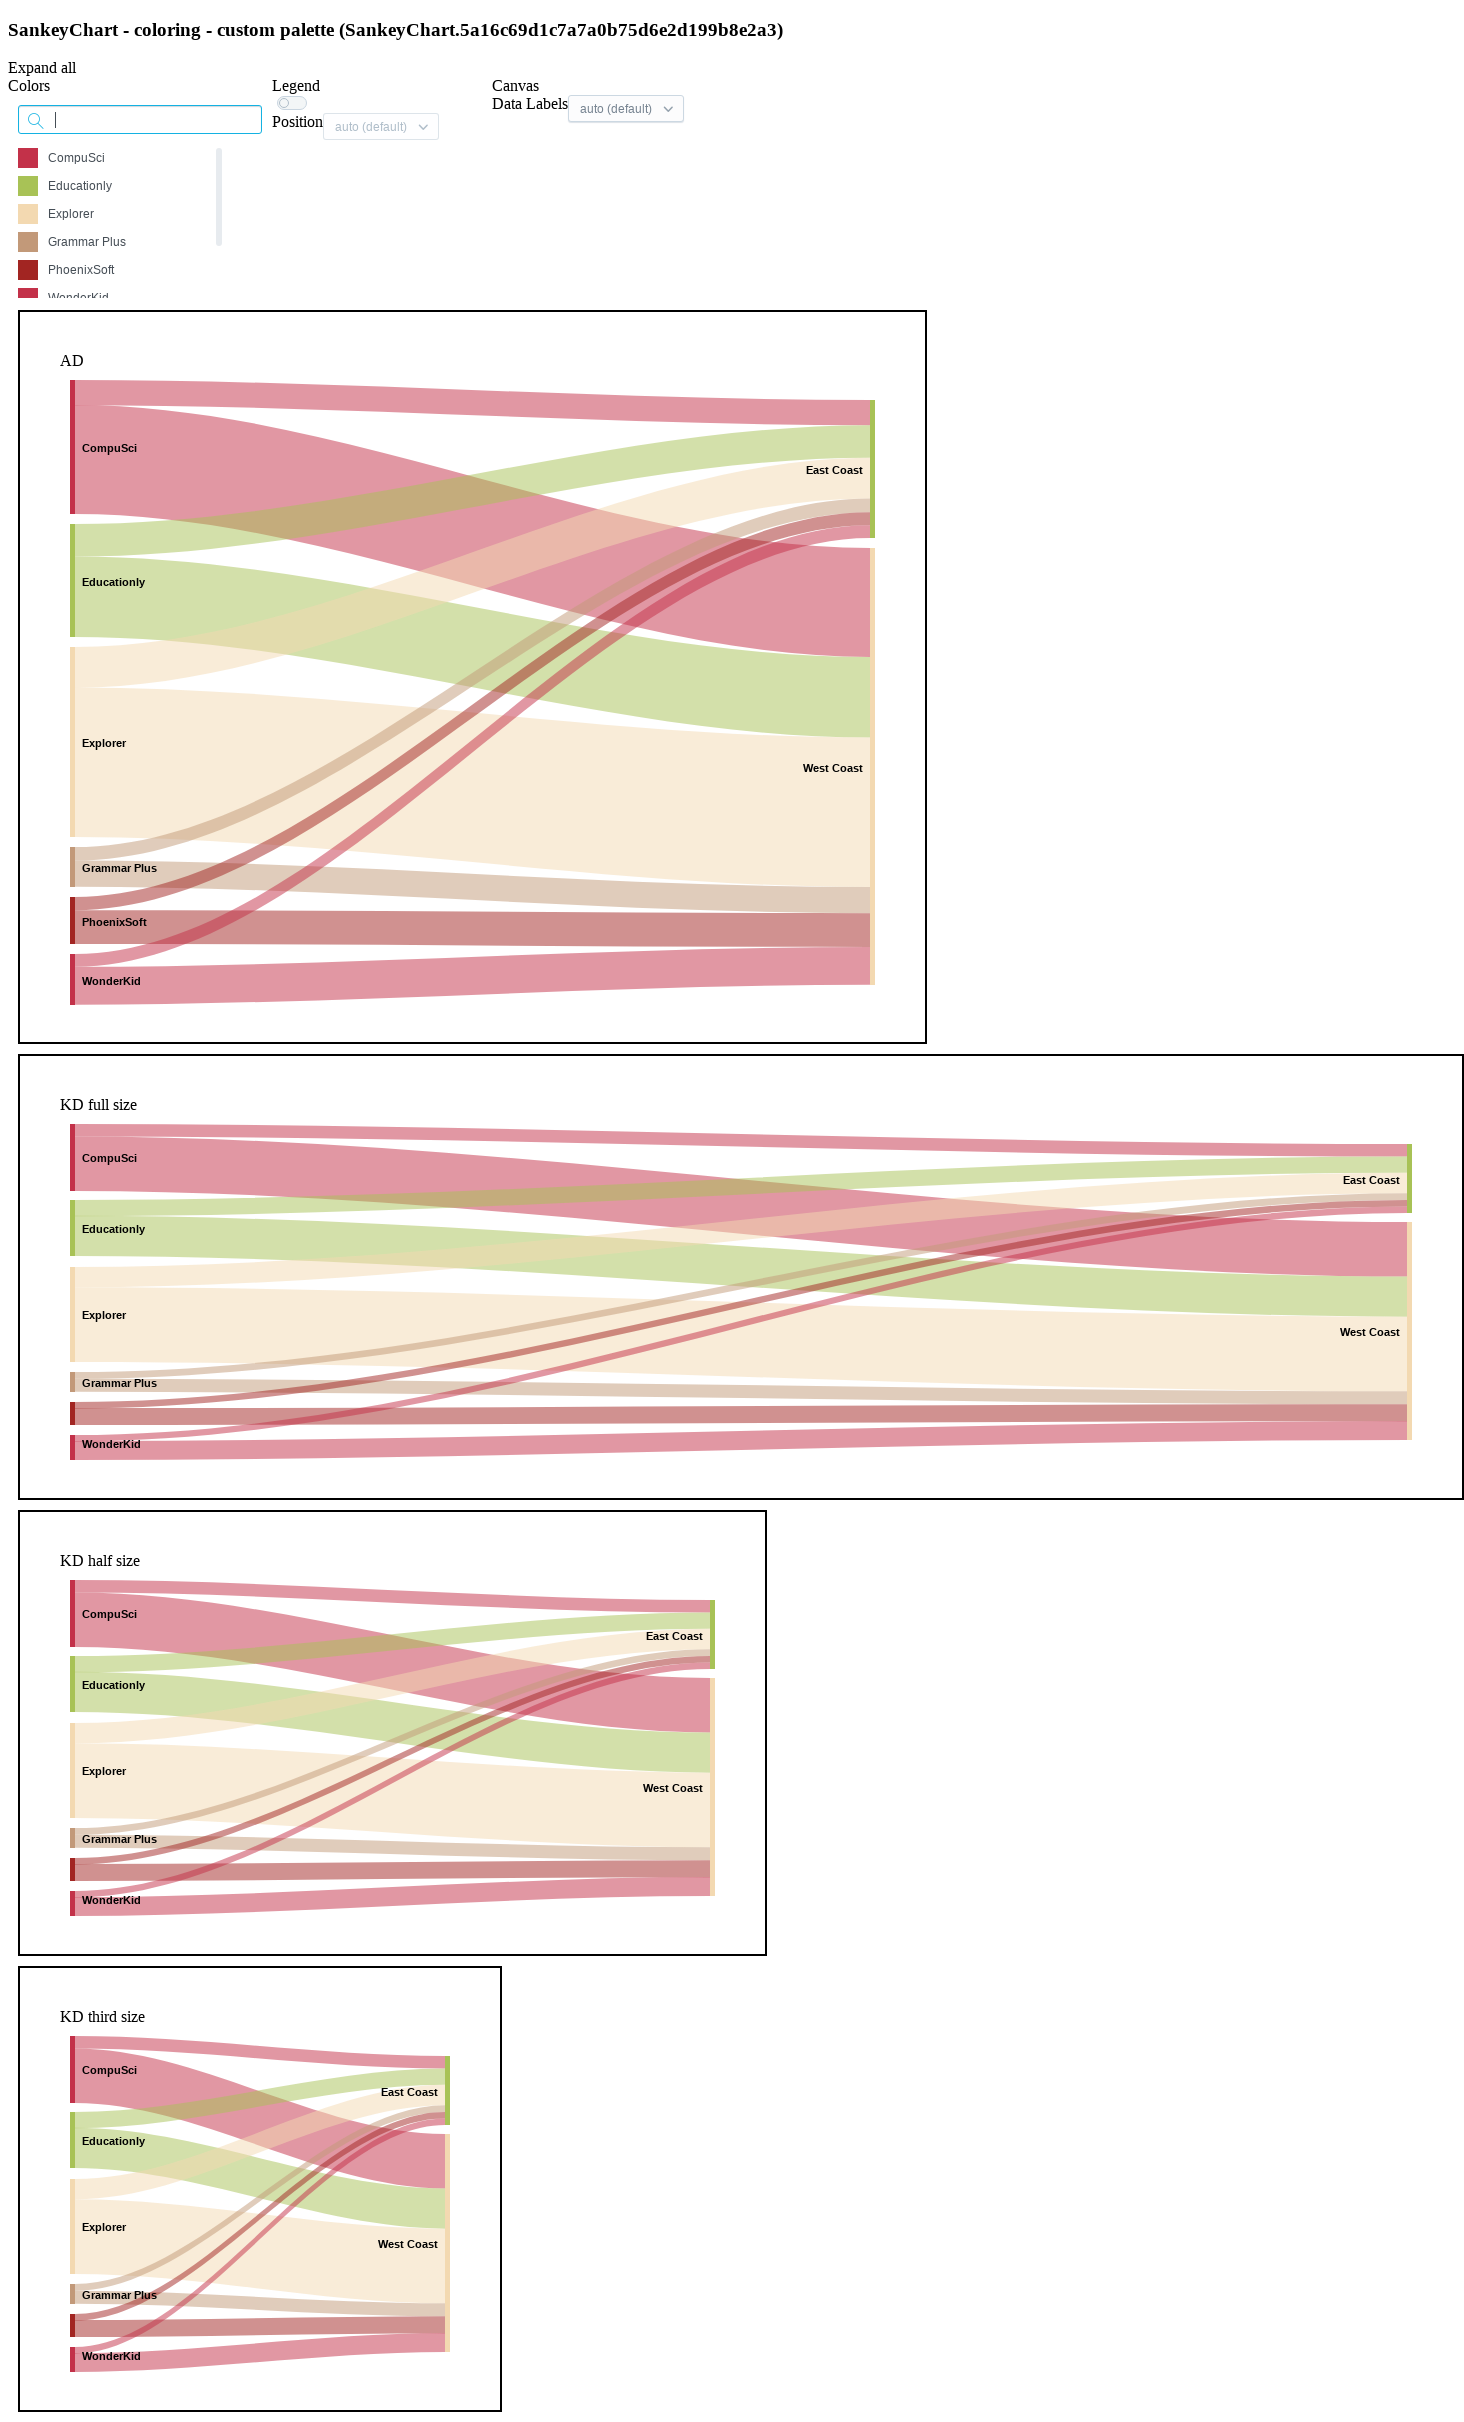 SankeyChart - coloring - custom palette (SankeyChart.5a16c69d1c7a7a0b75d6e2d199b8e2a3)
Expand all
Colors
Legend
Canvas
Data Labels
auto (default)
Position
auto (default)
CompuSci
Educationly
Explorer
Grammar Plus
PhoenixSoft
WonderKid
AD
CompuSci
East Coast
Educationly
Explorer
West Coast
Grammar Plus
PhoenixSoft
WonderKid
KD full size
CompuSci
East Coast
Educationly
Explorer
West Coast
Grammar Plus
WonderKid
KD half size
CompuSci
East Coast
Educationly
Explorer
West Coast
Grammar Plus
WonderKid
KD third size
CompuSci
East Coast
Educationly
Explorer
West Coast
Grammar Plus
WonderKid